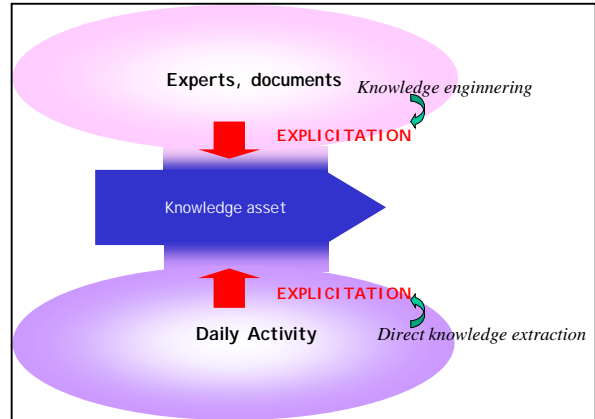 Experts, documents
Knowledge enginnering
EXPLICITATION
Knowledge asset
EXPLICITATION
Daily Activity
Direct knowledge extraction